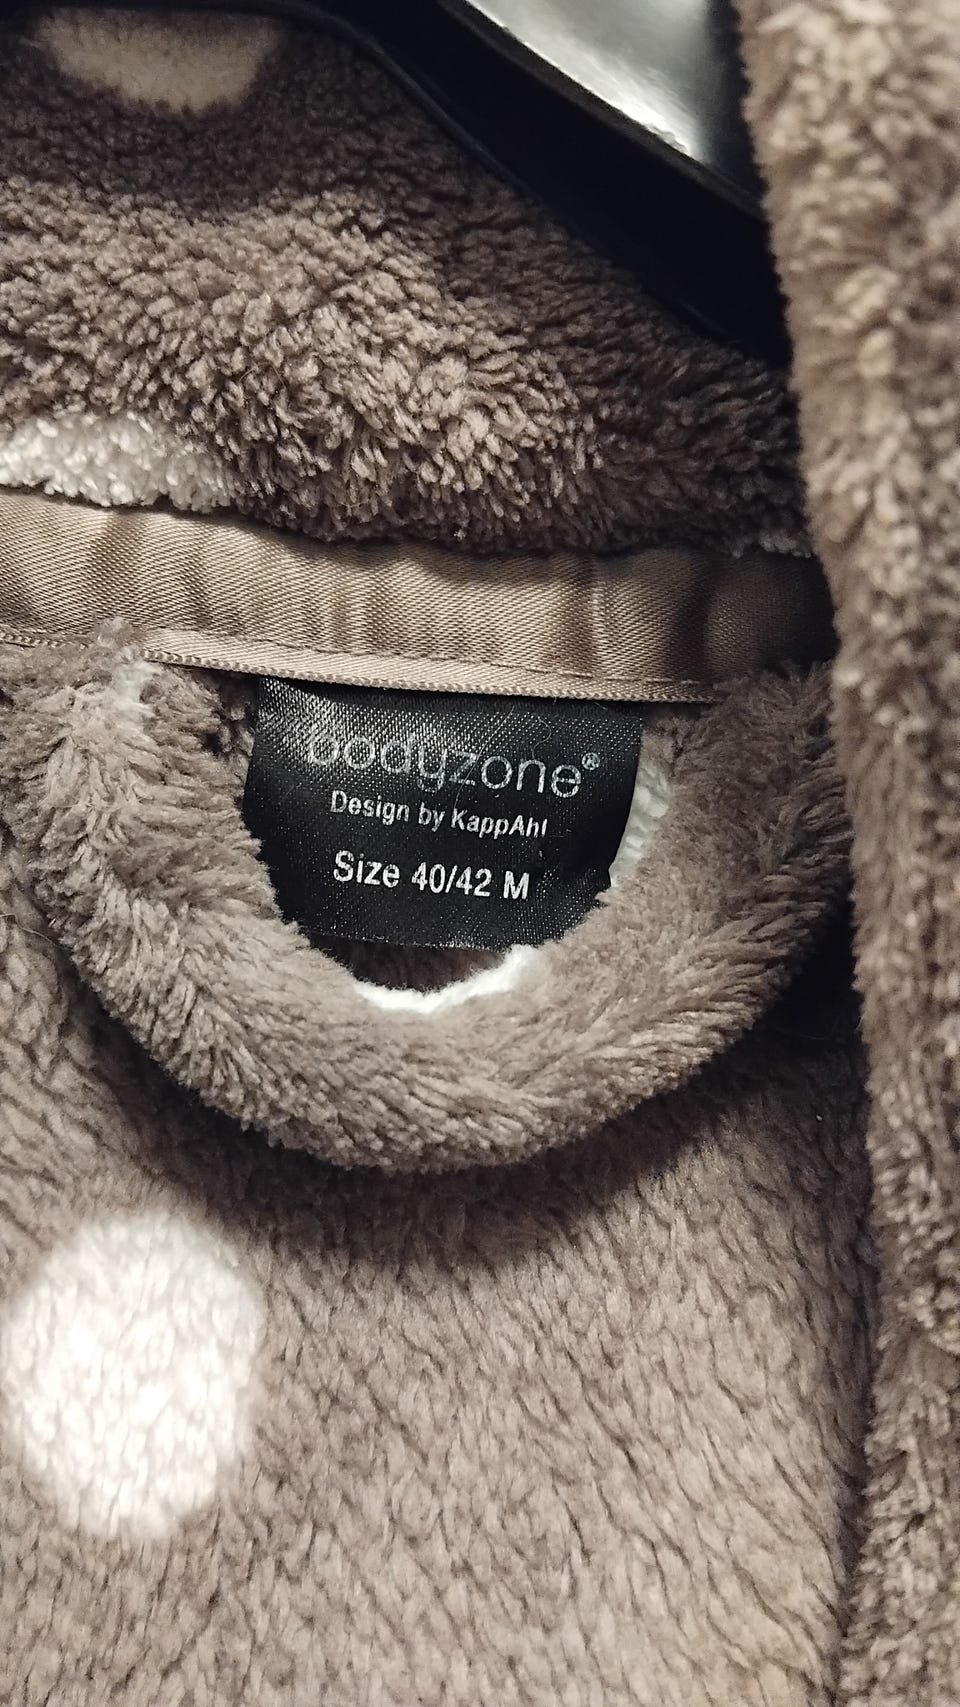 bodyzone®
Design by KappAhl
Size 40/42 M